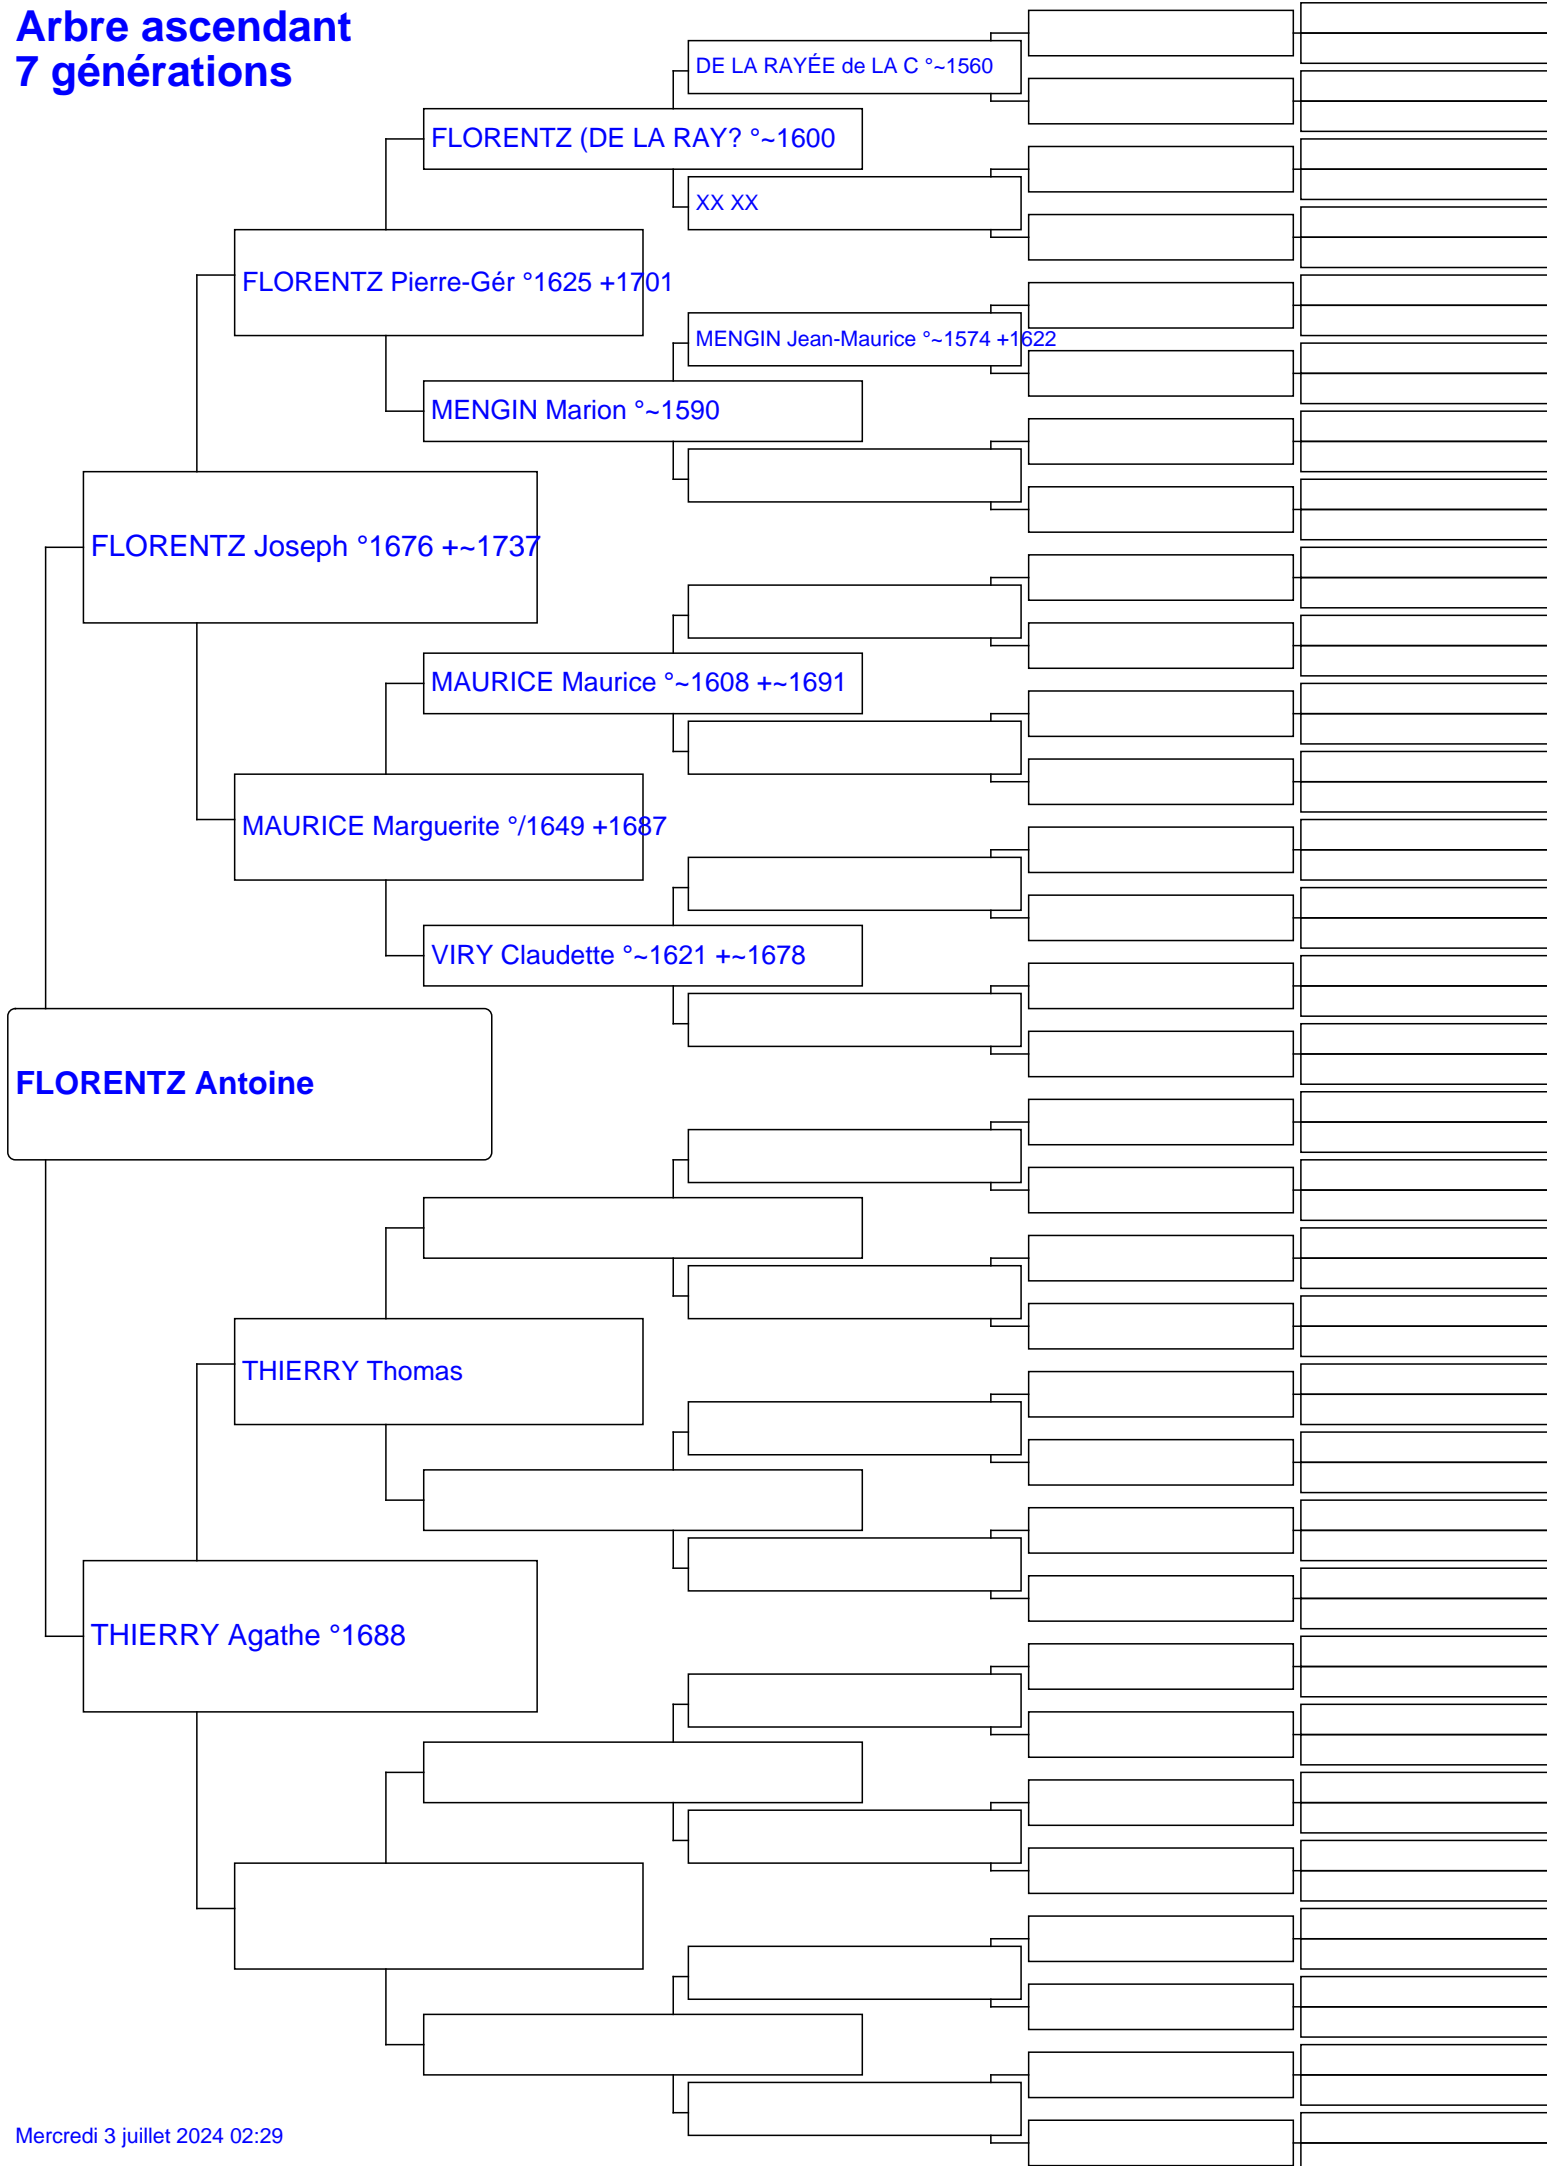 Arbre ascendant
7 générations
DE LA RAYÉE de LA C °~1560
FLORENTZ (DE LA RAY? °~1600
XX XX
FLORENTZ Pierre-Gér °1625 +1701
MENGIN Jean-Maurice °~1574 +1622
MENGIN Marion °~1590
FLORENTZ Joseph °1676 +~1737
MAURICE Maurice °~1608 +~1691
MAURICE Marguerite °/1649 +1687
VIRY Claudette °~1621 +~1678
FLORENTZ Antoine
THIERRY Thomas
THIERRY Agathe °1688
Mercredi 3 juillet 2024 02:29